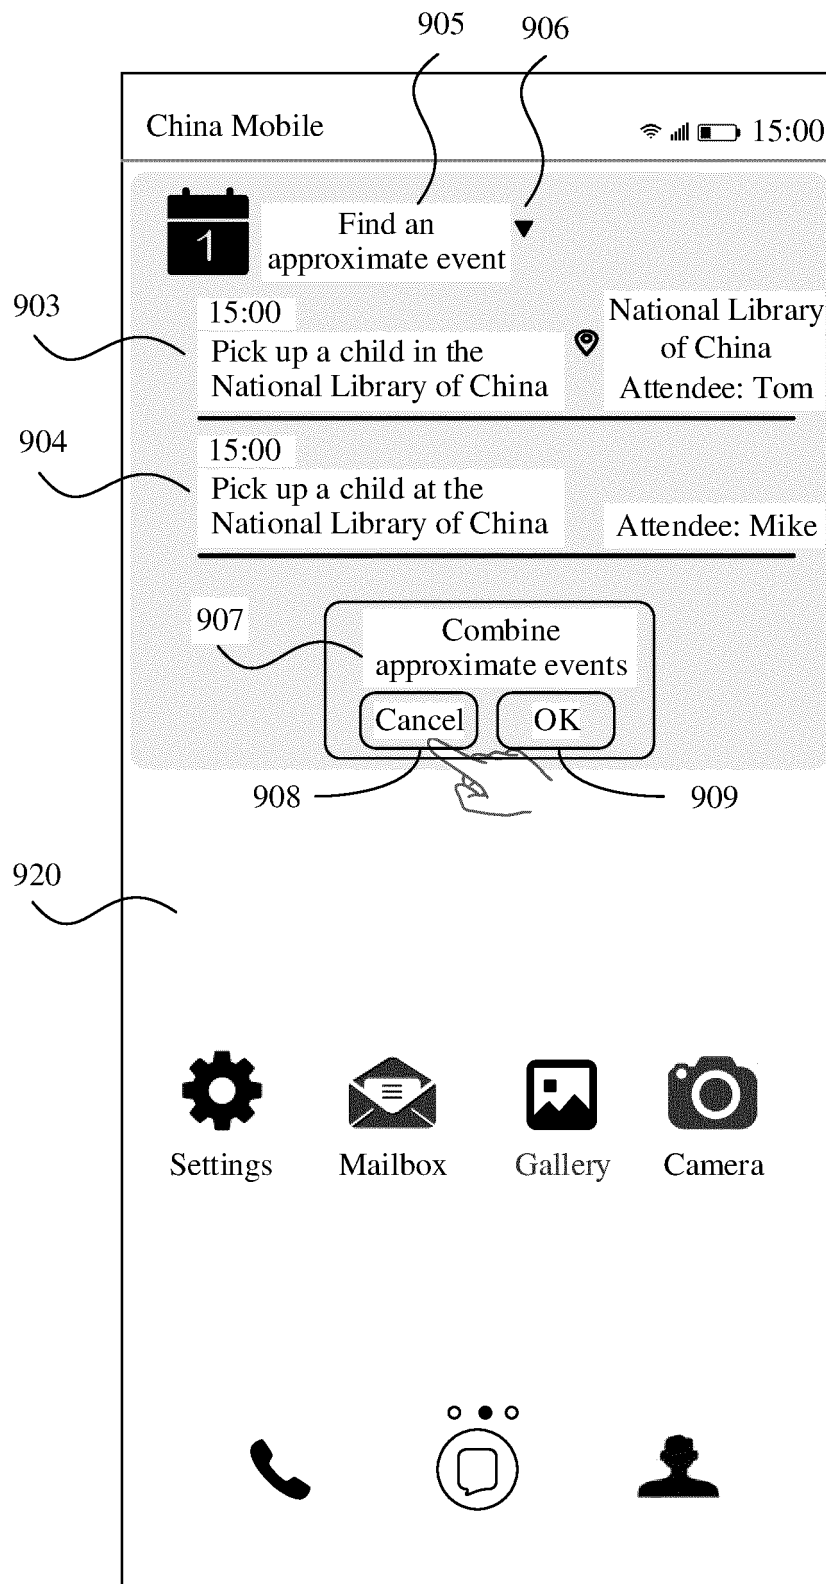 905
906
China Mobile
15:00
1
Find an
approximate event
903
15:00
Pick up a child in the
National Library of China
National Library
of China
Attendee: Tom
904
15:00
Pick up a child at the
National Library of China
Attendee: Mike
907
Combine
approximate events
Cancel
OK
908
909
920
Settings
Mailbox
Gallery
Camera